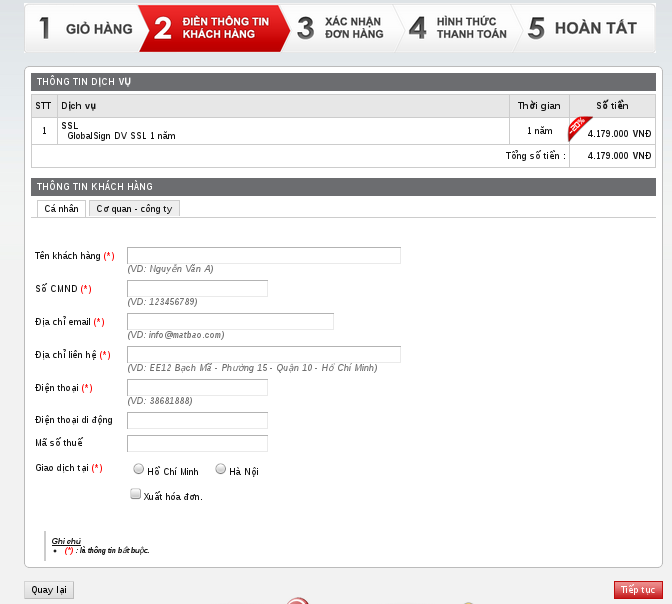 1 GIỎ HÀNG
2 ĐIỀN THÔNG TIN
KHÁCH HÀNG
3 XÁC NHẬN
ĐƠN HÀNG
4 HÌNH THỨC
THANH TOÁN
5 HOÀN TẤT
THÔNG TIN DỊCH VỤ
STT Dịch vụ Thời gian Số tiền
1 SSL 1 năm -20% 4.179.000 VNĐ
GlobalSign DV SSL 1 năm
Tổng số tiền : 4.179.000 VNĐ
THÔNG TIN KHÁCH HÀNG
Cá nhân Cơ quan - công ty
Tên khách hàng (*)
(VD: Nguyễn Văn A)
Số CMND (*)
(VD: 123456789)
Địa chỉ email (*)
(VD: info@matbao.com)
Địa chỉ liên hệ (*)
(VD: EE12 Bạch Mã - Phường 15 - Quận 10 - Hồ Chí Minh)
Điện thoại (*)
(VD: 38681888)
Điện thoại di động
Mã số thuế
Giao dịch tại (*) Hồ Chí Minh Hà Nội
Xuất hóa đơn.
Ghi chú
• (*) : là thông tin bắt buộc.
Quay lại Tiếp tục